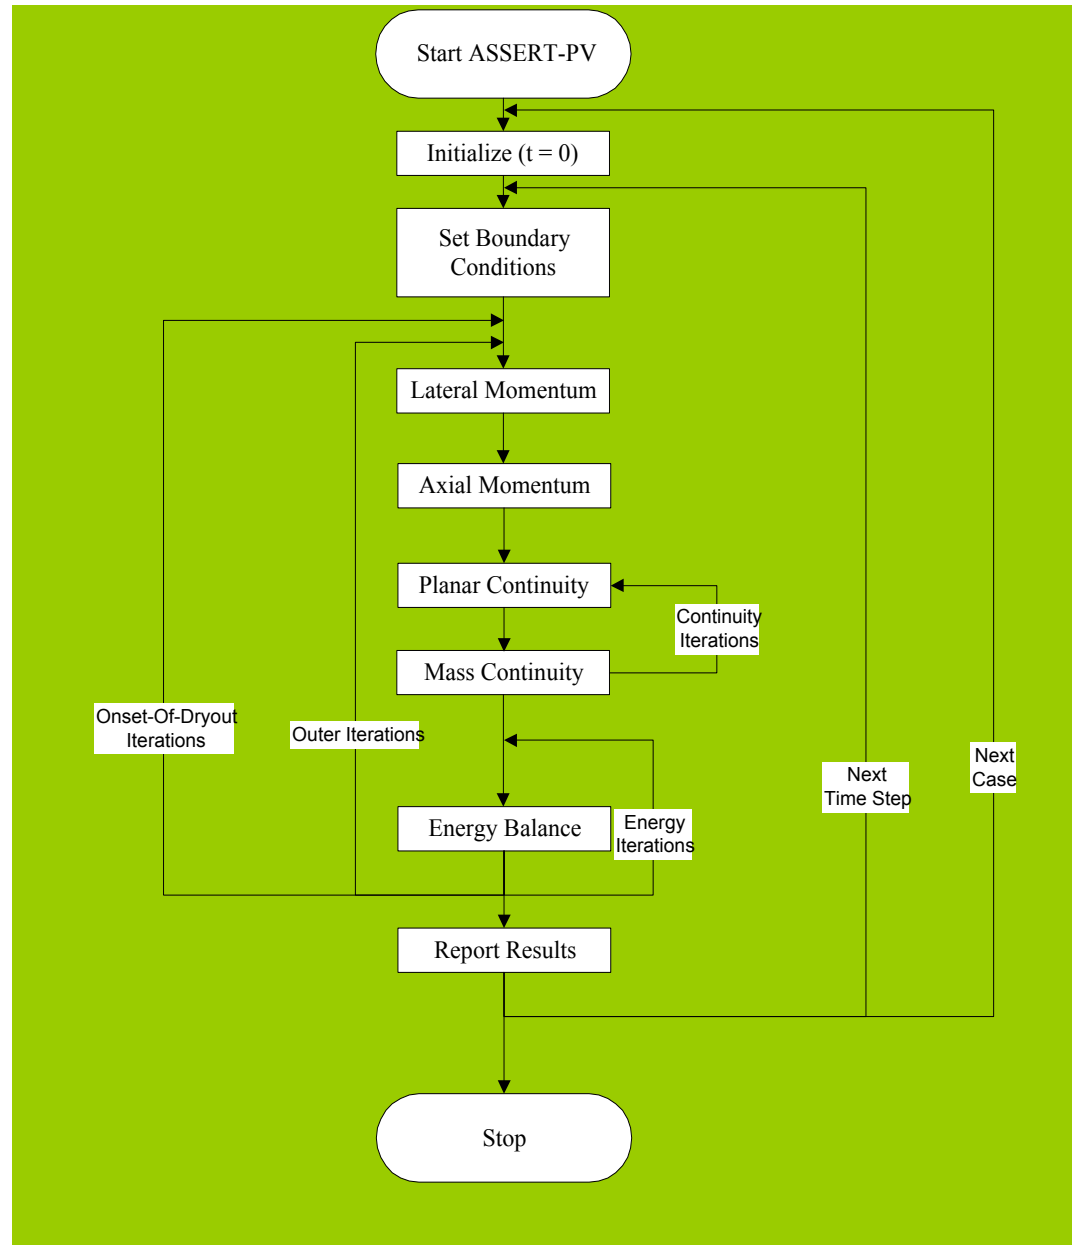 Start ASSERT-PV
Initialize (t = 0)
Set Boundary
Conditions
Lateral Momentum
Axial Momentum
Planar Continuity
Continuity
Iterations
Mass Continuity
Onset-Of-Dryout
Iterations
Outer Iterations
Next
Case
Next
Time Step
Energy Balance
Energy
Iterations
Report Results
Stop